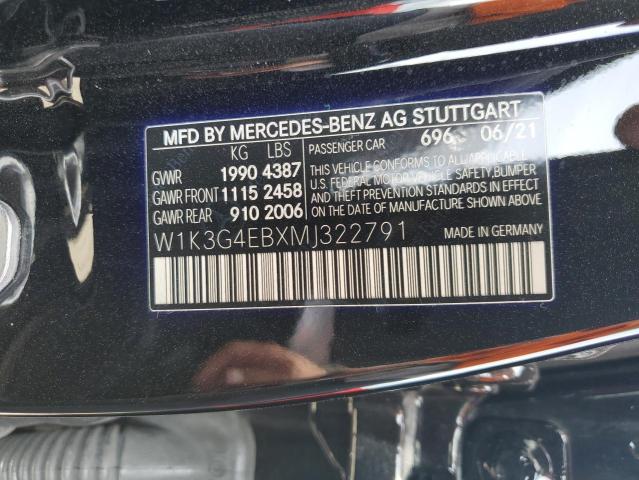 MFD BY MERCEDES-BENZ AG STUTTGART
KG LBS
PASSENGER CAR 696 06/21
GVWR 1990 4387
GAWR FRONT 1115 2458
GAWR REAR 910 2006
THIS VEHICLE CONFORMS TO ALL APPLICABLE
U.S. FEDERAL MOTOR VEHICLE SAFETY,BUMPER
AND THEFT PREVENTION STANDARDS IN EFFECT
ON THE DATE OF MANUFACTURE SHOWN ABOVE
W1K3G4EBXMJ322791
MADE IN GERMANY